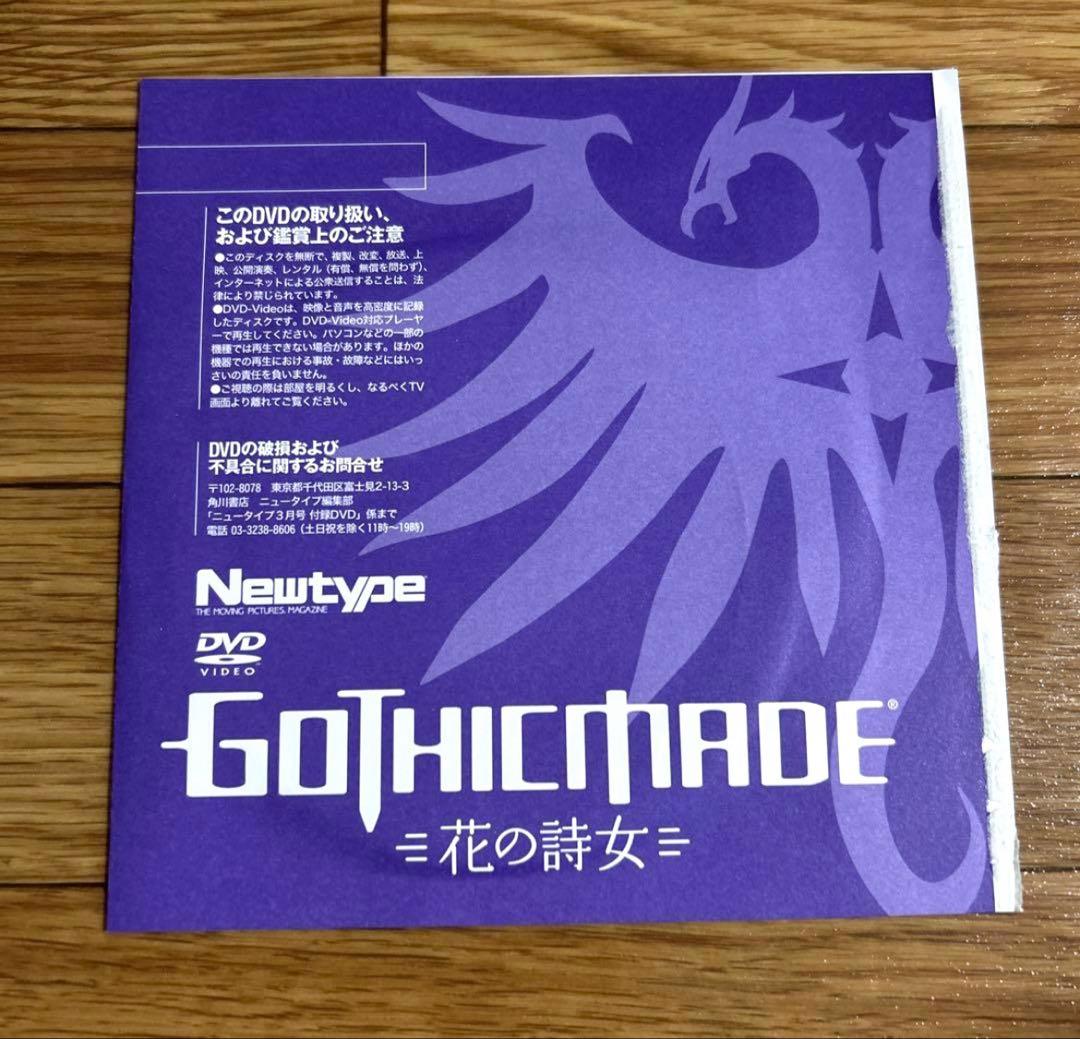 このDVDの取り扱い、
および鑑賞上のご注意
●このディスクを無断で、複製、改変、放送、上
映、公開演奏、レンタル（有償、無償を問わず）、
インターネットによる公衆送信することは、法
律により禁じられています。
●DVD-Videoは、映像と音声を高密度に記録
したディスクです。DVD-Video対応プレーヤ
ーで再生してください。パソコンなどの一部の
機種では再生できない場合があります。ほかの
機器での再生における事故・故障などにはいっ
さいの責任を負いません。
●ご視聴の際は部屋を明るくし、なるべくTV
画面より離れてご覧ください。
DVDの破損および
不具合に関するお問合せ
〒102-8078　東京都千代田区富士見2-13-3
角川書店　ニュータイプ編集部
「ニュータイプ3月号 付録DVD」係まで
電話 03-3238-8606（土日祝を除く11時〜19時）
Newtype
THE MOVING PICTURES. MAGAZINE
DVD
VIDEO™
GOTHICMADE®
花の詩女